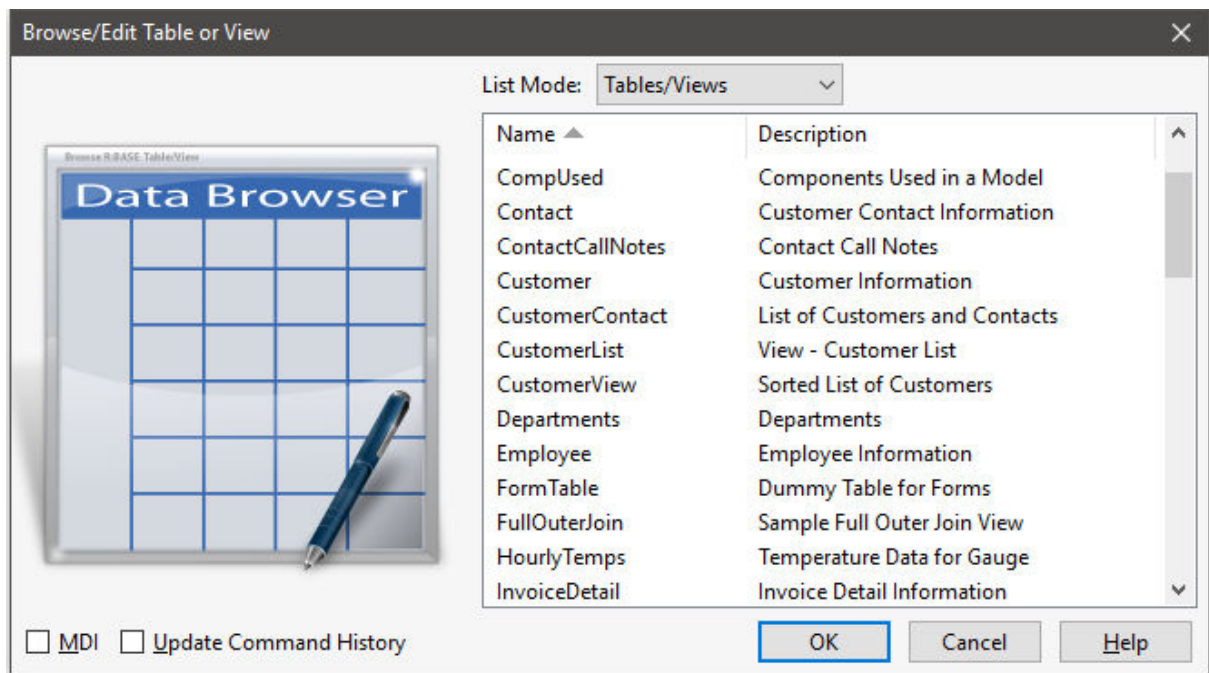 Browse/Edit Table or View
List Mode: Tables/Views
Name Description
Browse R:BASE Table/View
Data Browser
CompUsed Components Used in a Model
Contact Customer Contact Information
ContactCallNotes Contact Call Notes
Customer Customer Information
CustomerContact List of Customers and Contacts
CustomerList View - Customer List
CustomerView Sorted List of Customers
Departments Departments
Employee Employee Information
FormTable Dummy Table for Forms
FullOuterJoin Sample Full Outer Join View
HourlyTemps Temperature Data for Gauge
InvoiceDetail Invoice Detail Information
MDI Update Command History OK Cancel Help